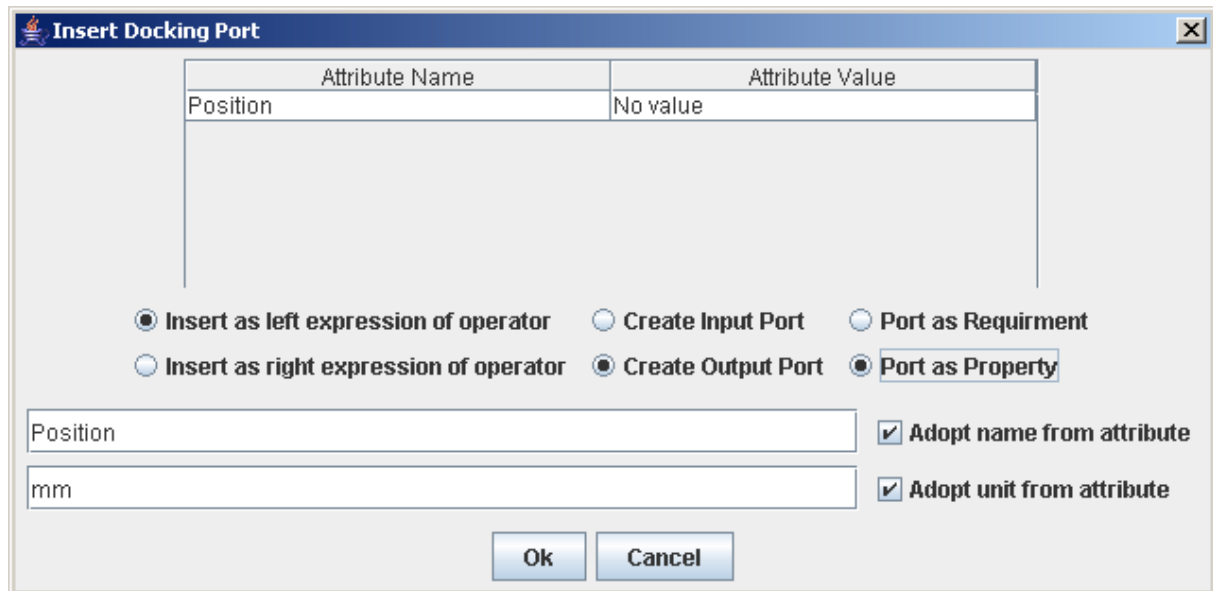 Insert Docking Port
Attribute Name Attribute Value
Position No value
Insert as left expression of operator Create Input Port Port as Requirment
Insert as right expression of operator Create Output Port Port as Property
Position Adopt name from attribute
mm Adopt unit from attribute
Ok Cancel